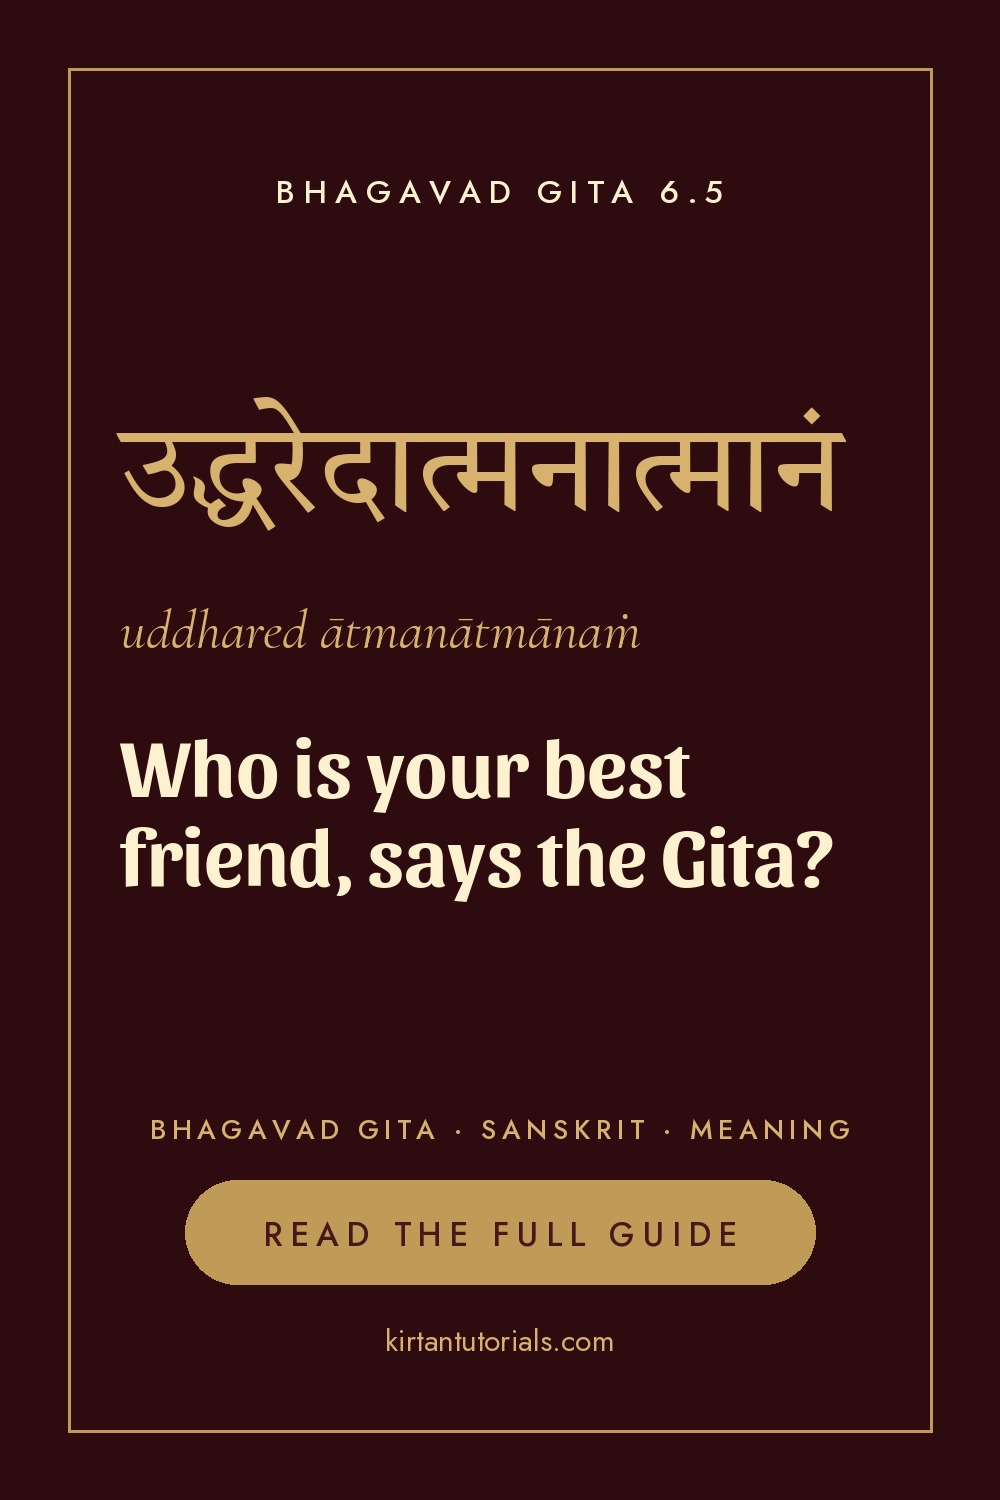 BHAGAVAD GITA 6.5
उद्धरेदात्मनात्मानं
uddhared ātmanātmānaṁ
Who is your best
friend, says the Gita?
BHAGAVAD GITA · SANSKRIT · MEANING
READ THE FULL GUIDE
kirtantutorials.com